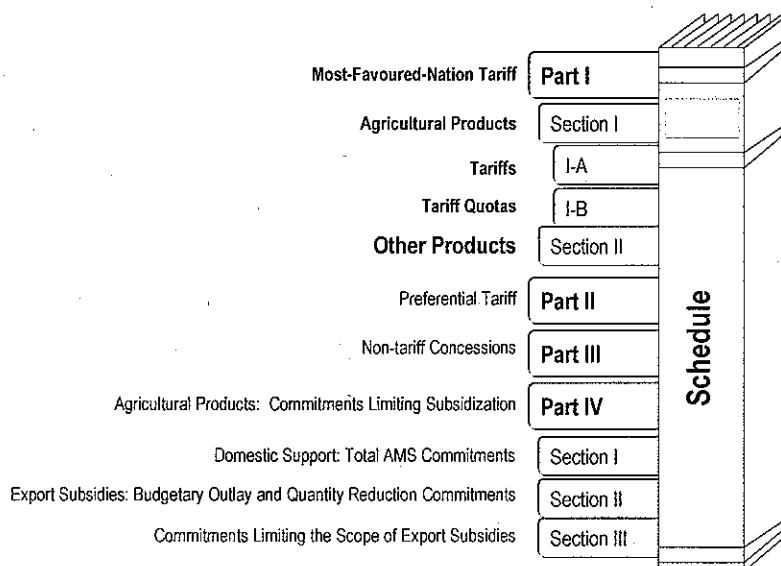 Most-Favoured-Nation Tariff Part I
Agricultural Products Section I
Tariffs I-A
Tariff Quotas I-B
Other Products Section II
Preferential Tariff Part II
Non-tariff Concessions Part III
Agricultural Products: Commitments Limiting Subsidization Part IV
Domestic Support: Total AMS Commitments Section I
Export Subsidies: Budgetary Outlay and Quantity Reduction Commitments Section II
Commitments Limiting the Scope of Export Subsidies Section III
Schedule